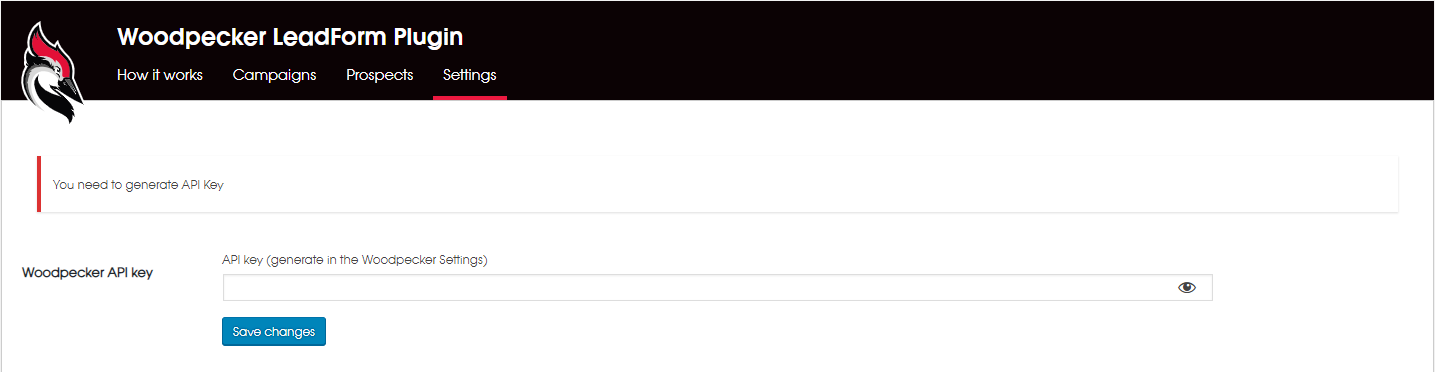 Woodpecker LeadForm Plugin
How it works Campaigns Prospects Settings
You need to generate API Key
API key (generate in the Woodpecker Settings)
Woodpecker API key
Save changes